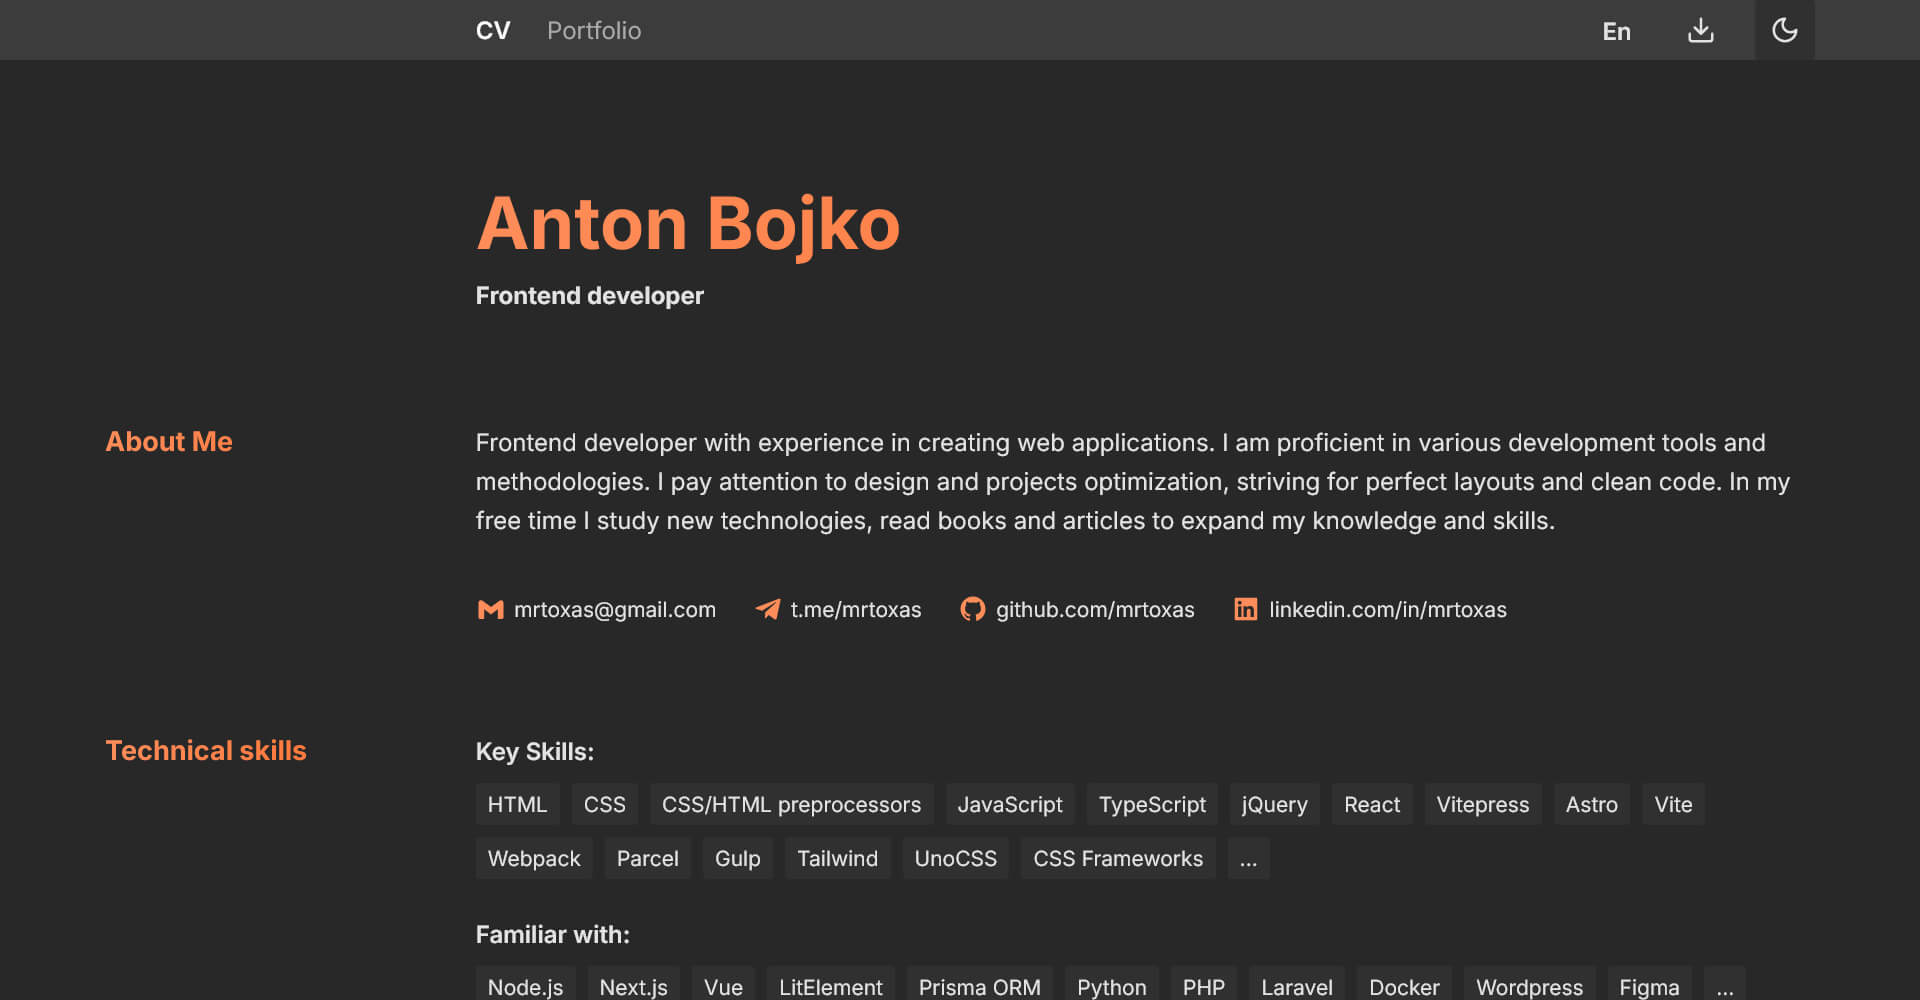 CV Portfolio En
Anton Bojko
Frontend developer
About Me
Frontend developer with experience in creating web applications. I am proficient in various development tools and
methodologies. I pay attention to design and projects optimization, striving for perfect layouts and clean code. In my
free time I study new technologies, read books and articles to expand my knowledge and skills.
mrtoxas@gmail.com t.me/mrtoxas github.com/mrtoxas linkedin.com/in/mrtoxas
Technical skills
Key Skills:
HTML CSS CSS/HTML preprocessors JavaScript TypeScript jQuery React Vitepress Astro Vite
Webpack Parcel Gulp Tailwind UnoCSS CSS Frameworks ...
Familiar with:
Node.js Next.js Vue LitElement Prisma ORM Python PHP Laravel Docker Wordpress Figma ...